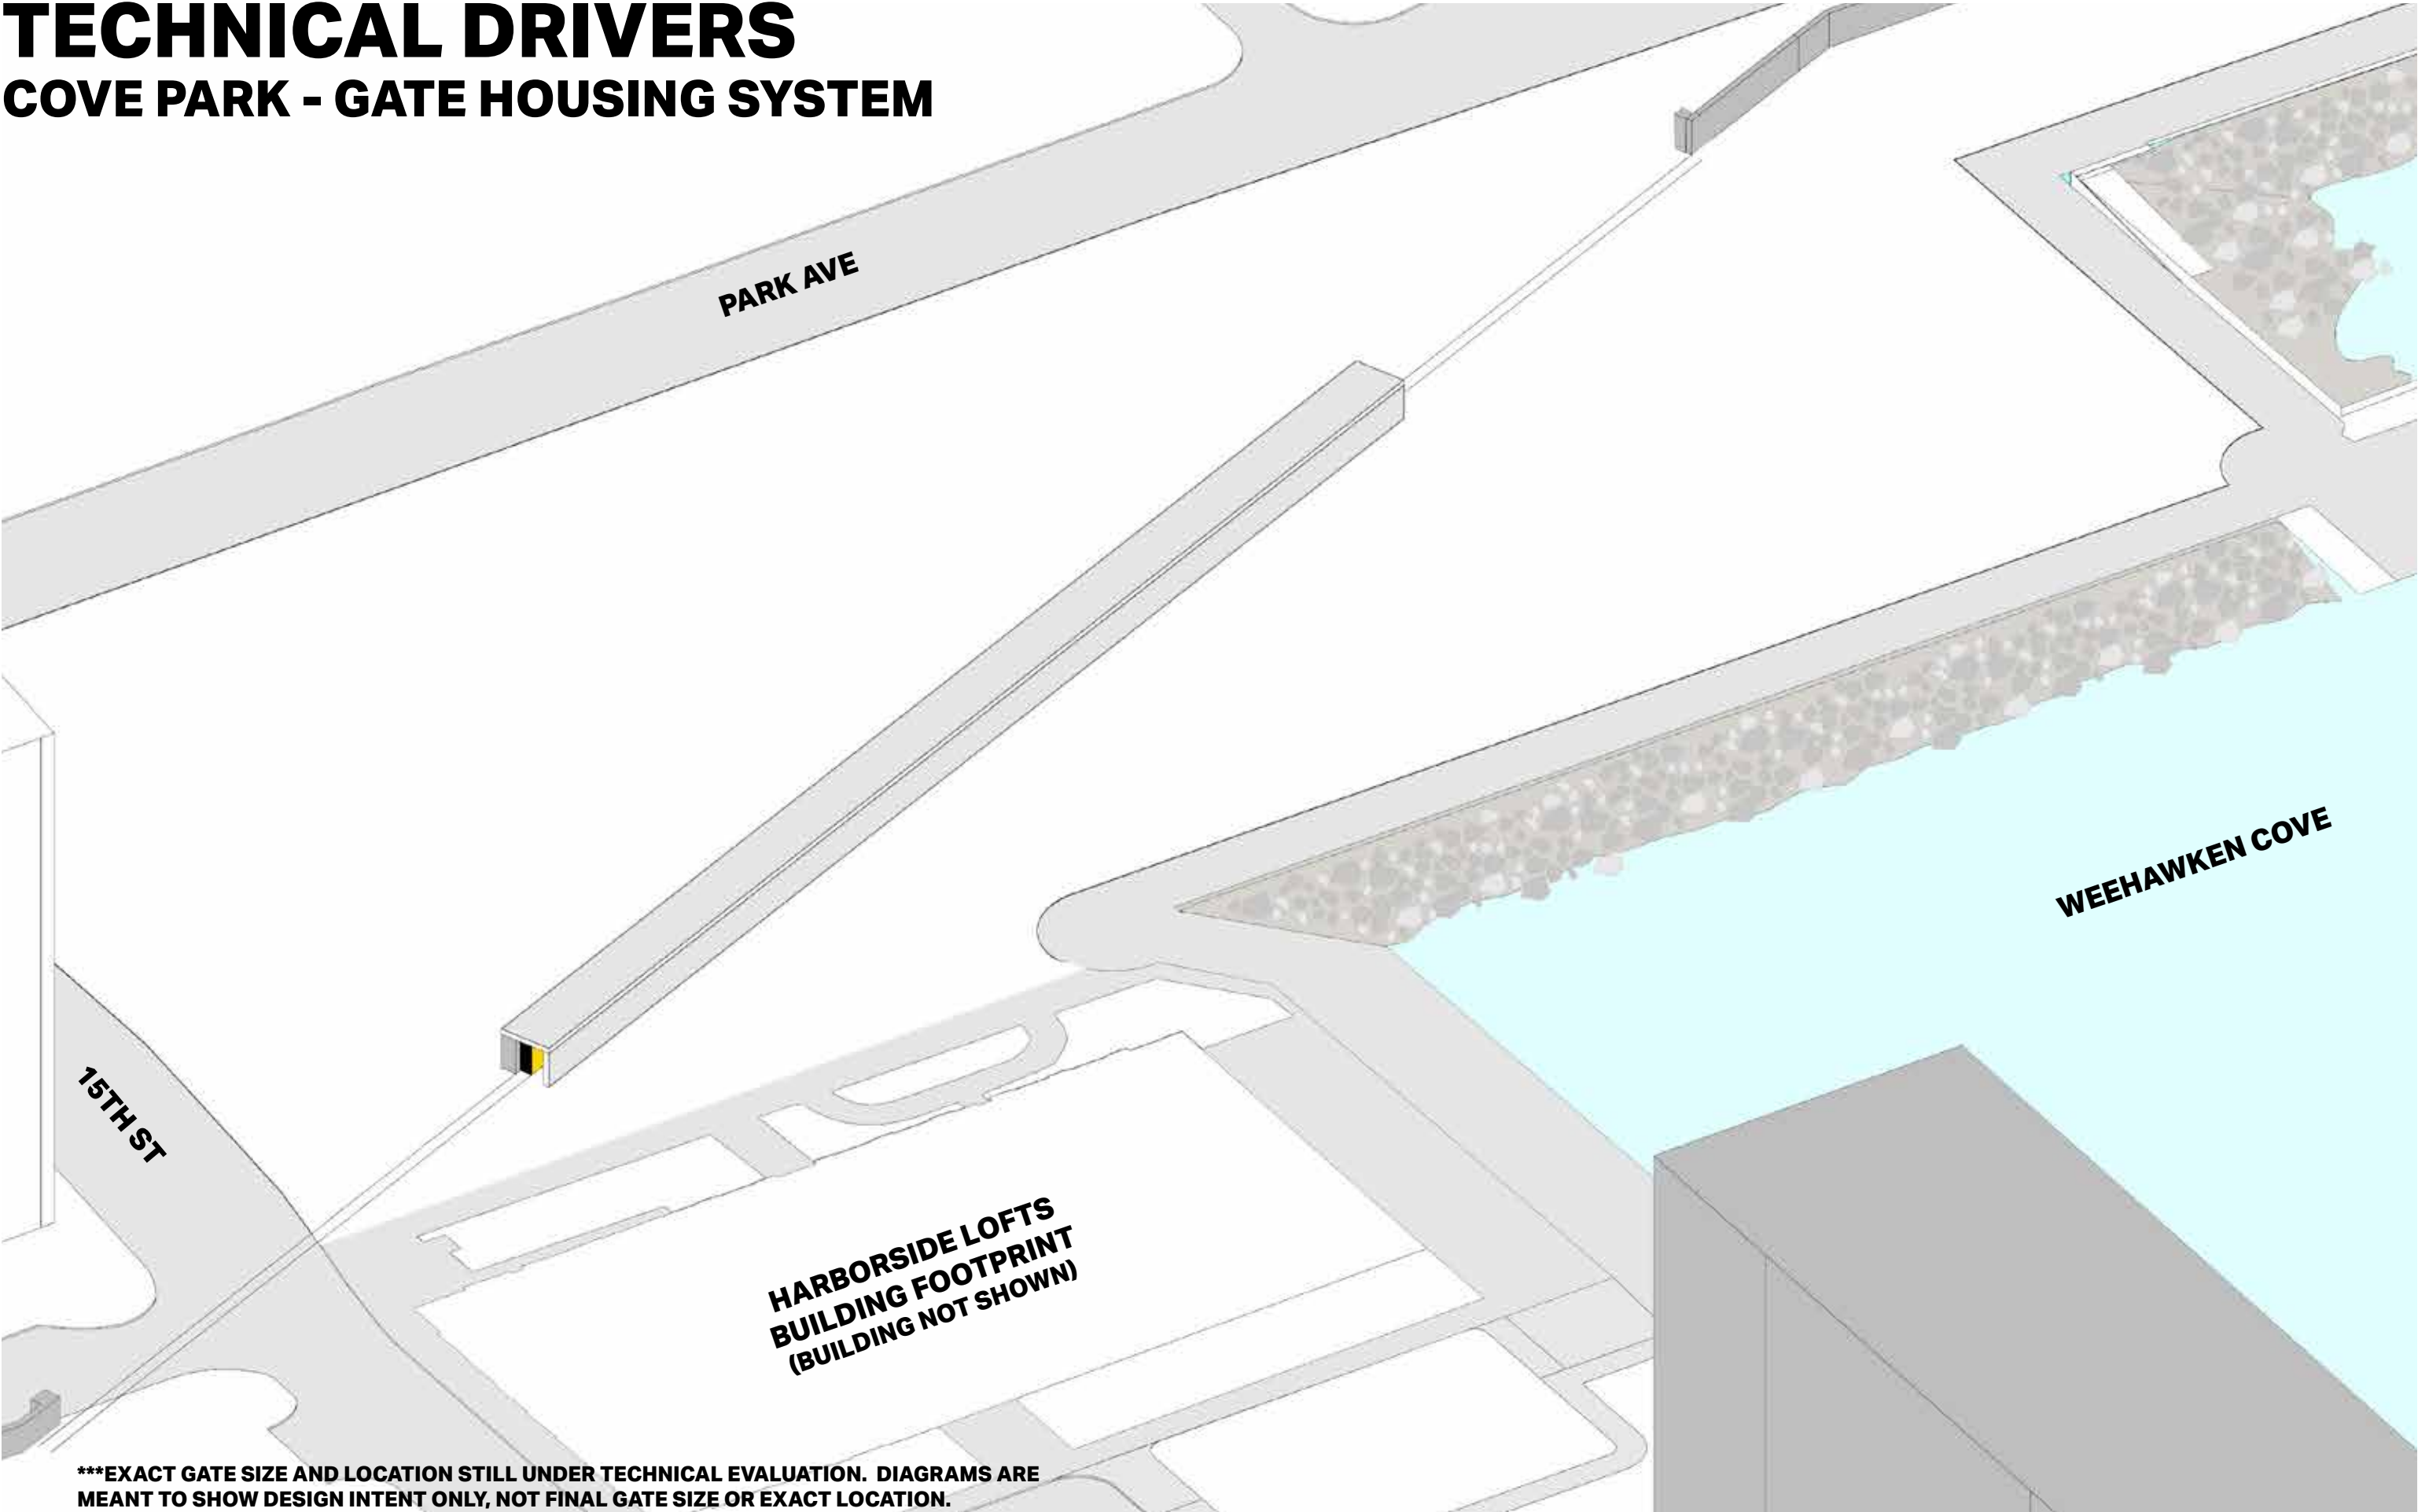 TECHNICAL DRIVERS
COVE PARK - GATE HOUSING SYSTEM
PARK AVE
WEEHAWKEN COVE
15TH ST
HARBORSIDE LOFTS
BUILDING FOOTPRINT
(BUILDING NOT SHOWN)
***EXACT GATE SIZE AND LOCATION STILL UNDER TECHNICAL EVALUATION. DIAGRAMS ARE
MEANT TO SHOW DESIGN INTENT ONLY, NOT FINAL GATE SIZE OR EXACT LOCATION.